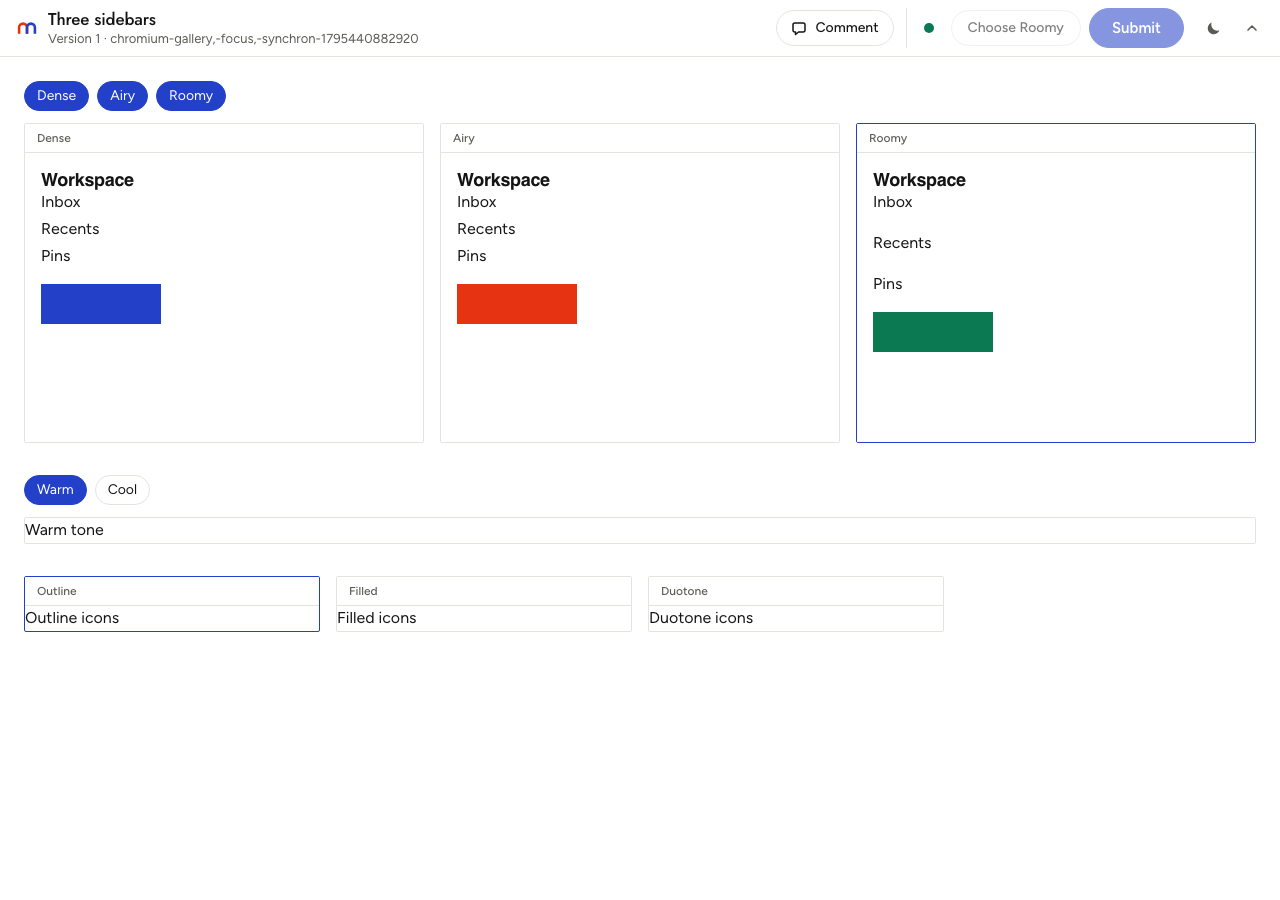 Three sidebars
Version 1 · chromium-gallery,-focus,-synchron-1795440882920
Comment
Choose Roomy
Submit
Dense
Airy
Roomy
Dense
Workspace
Inbox
Recents
Pins
Airy
Workspace
Inbox
Recents
Pins
Roomy
Workspace
Inbox
Recents
Pins
Warm
Cool
Warm tone
Outline
Outline icons
Filled
Filled icons
Duotone
Duotone icons